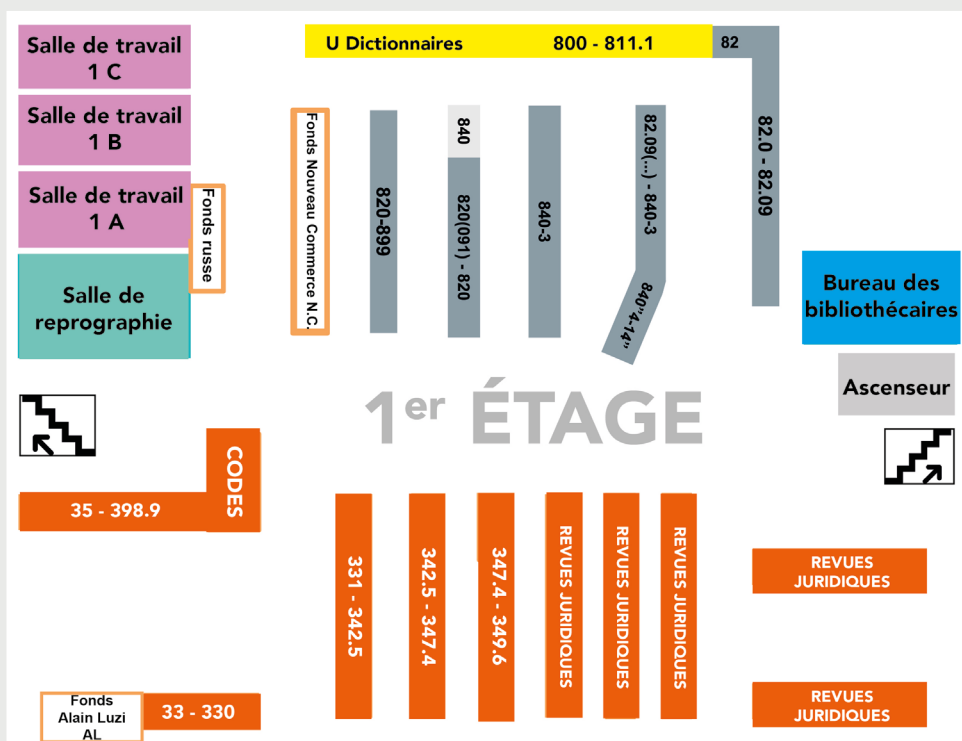 Salle de travail
1 C
U Dictionnaires
800 - 811.1
82
Salle de travail
1 B
Salle de travail
1 A
Fonds russe
Salle de
reprographie
Fonds Nouveau Commerce N.C.
820-899
840
820(091) - 820
840-3
82.09(...) - 840-3
840"4-14"
82.0 - 82.09
Bureau des
bibliothécaires
Ascenseur
1er ÉTAGE
CODES
35 - 398.9
331 - 342.5
342.5 - 347.4
347.4 - 349.6
REVUES JURIDIQUES
REVUES JURIDIQUES
REVUES JURIDIQUES
REVUES
JURIDIQUES
Fonds
Alain Luzi
AL
33 - 330
REVUES
JURIDIQUES